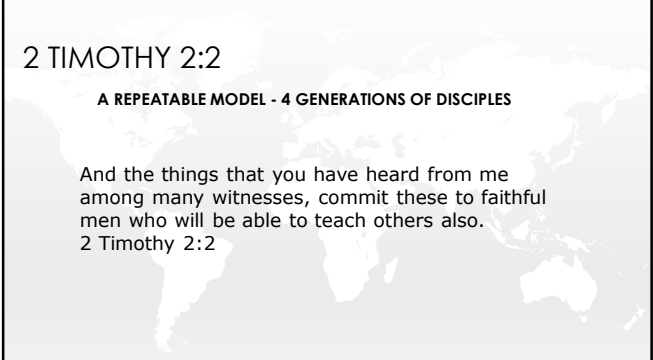 2 TIMOTHY 2:2
A REPEATABLE MODEL - 4 GENERATIONS OF DISCIPLES
And the things that you have heard from me
among many witnesses, commit these to faithful
men who will be able to teach others also.
2 Timothy 2:2